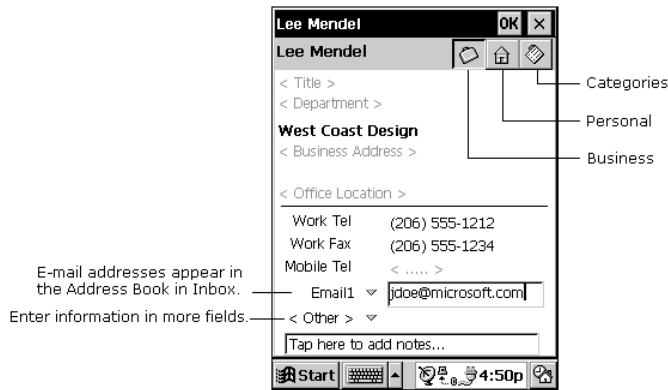 Lee Mendel OK
Lee Mendel
< Title >
< Department >
West Coast Design
< Business Address >
< Office Location >
Work Tel (206) 555-1212
Work Fax (206) 555-1234
Mobile Tel < ..... >
Email1 jdoe@microsoft.com
< Other >
Tap here to add notes...
Start 4:50p
Categories
Personal
Business
E-mail addresses appear in
the Address Book in Inbox.
Enter information in more fields.